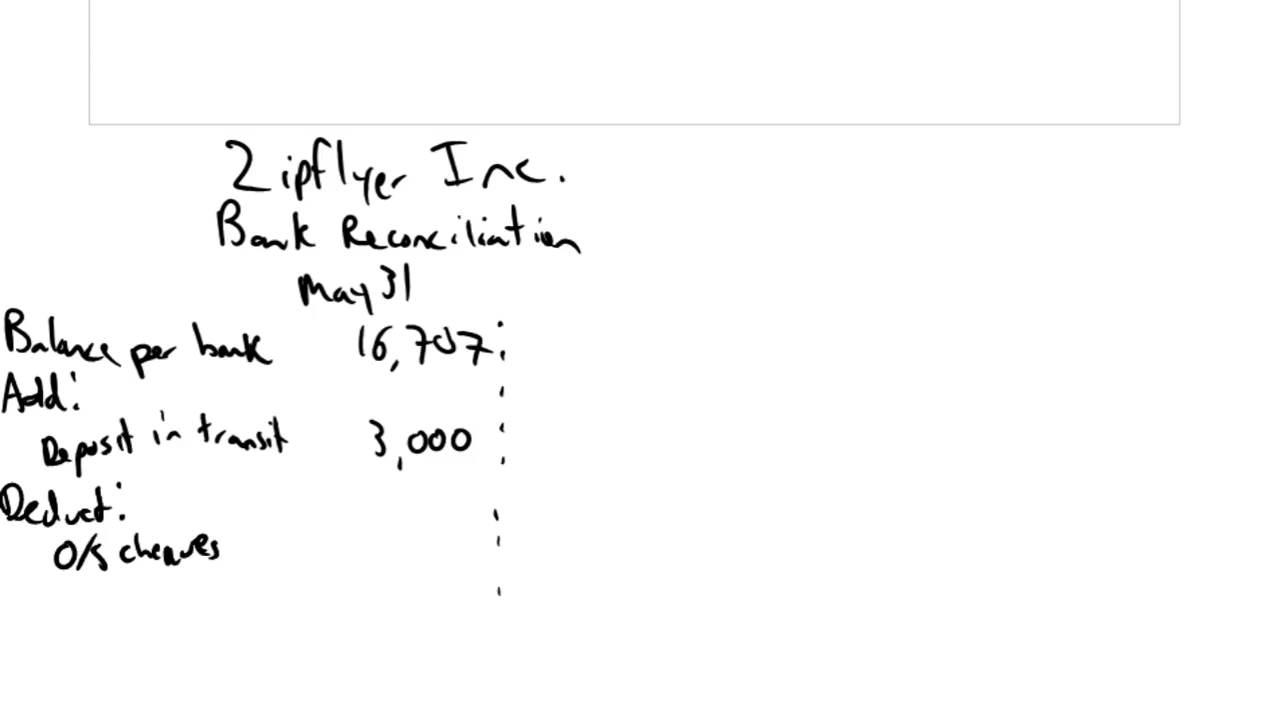 Zipflyer Inc.
Bank Reconciliation
May 31
Balance per bank 16,707
Add:
Deposit in transit 3,000
Deduct:
O/S cheques